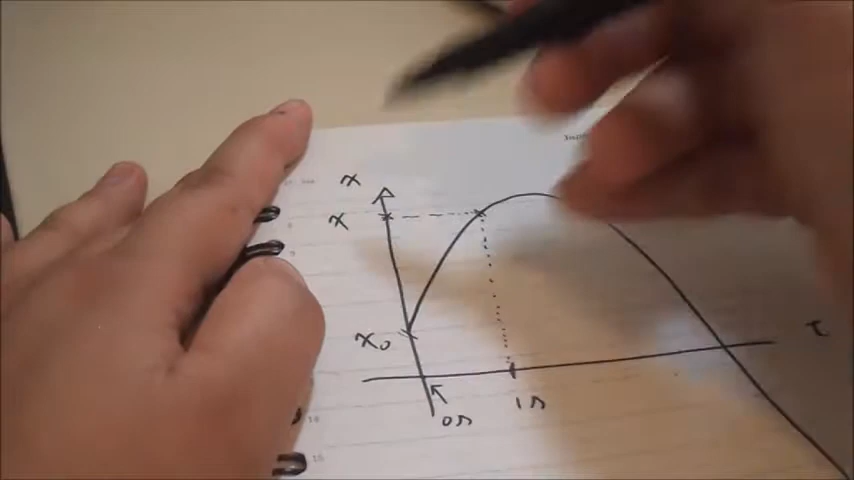 x
x
x₀
τ
0s
1s